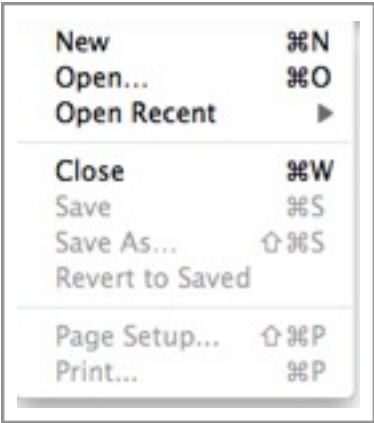 New ⌘N
Open... ⌘O
Open Recent ▶
Close ⌘W
Save ⌘S
Save As... ⇧⌘S
Revert to Saved
Page Setup... ⇧⌘P
Print... ⌘P